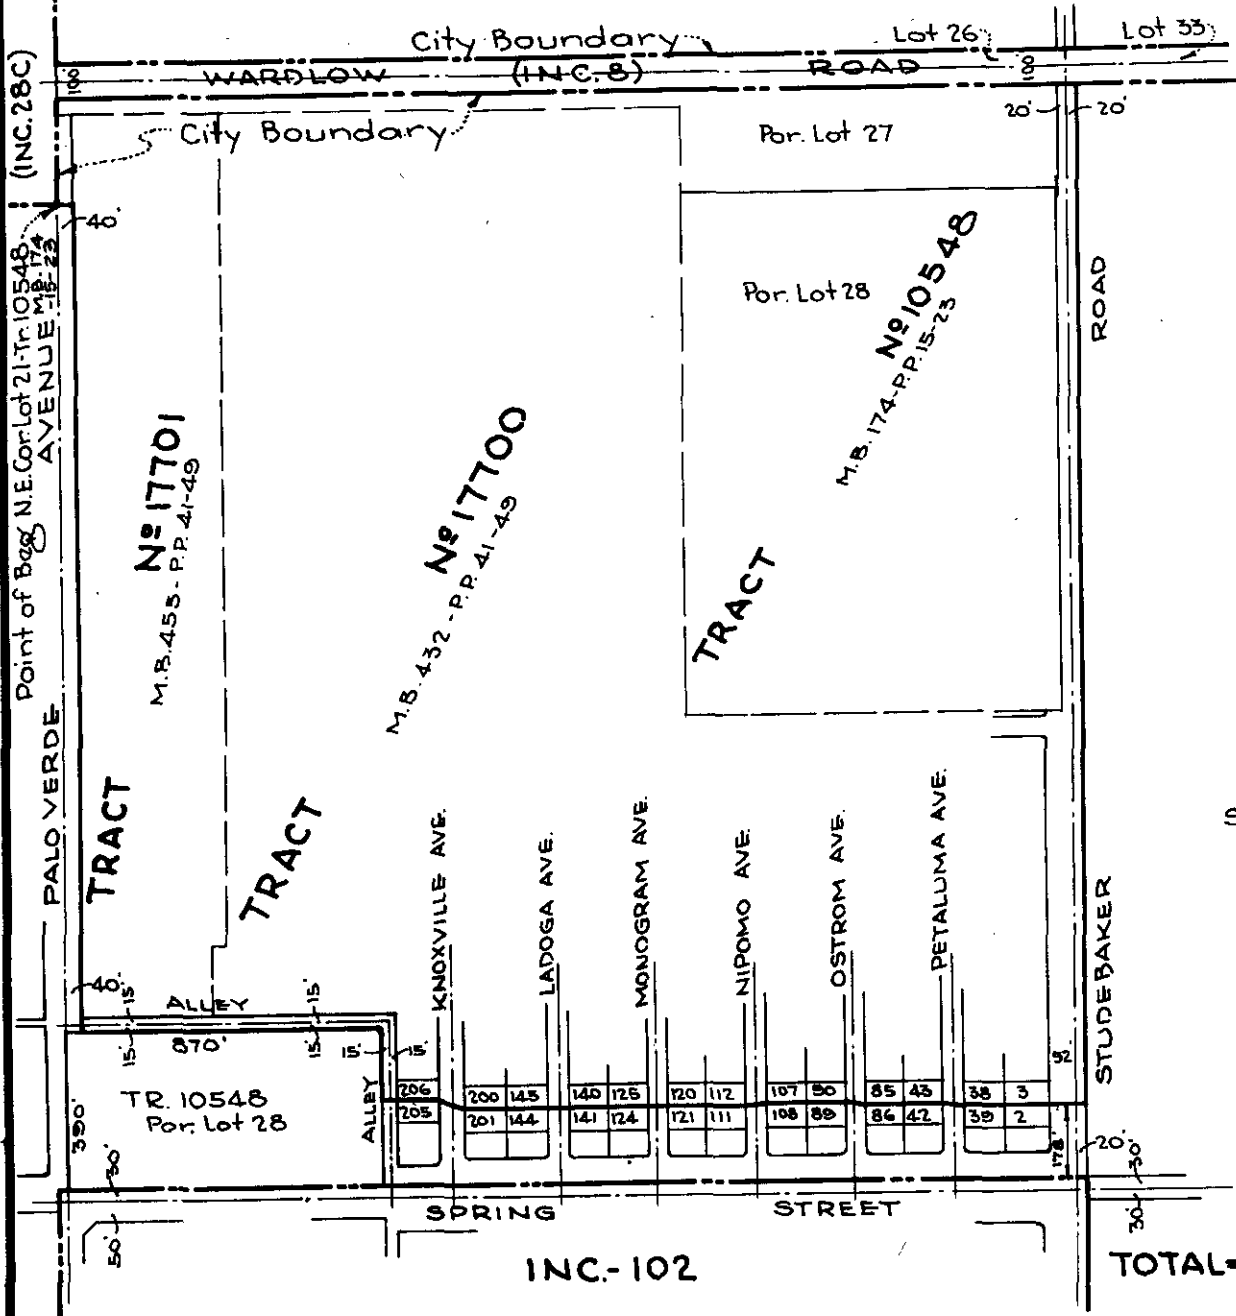 City Boundary
Lot 26
Lot 33
WARDLOW (INC. 8) ROAD
100
100
(INC. 28C)
City Boundary
20' 20'
Por. Lot 27
40'
Point of Beg. N.E. Cor. Lot 21-Tr. 10548
M.B. 174
-15-23
PALO VERDE AVENUE
Por. Lot 28
TRACT Nº 10548
M.B. 174-P.P. 15-23
TRACT Nº 17701
M.B. 453-P.P. 41-49
TRACT Nº 17700
M.B. 432-P.P. 41-49
STUDEBAKER ROAD
KNOXVILLE AVE.
LADOGA AVE.
MONOGRAM AVE.
NIPOMO AVE.
OSTROM AVE.
PETALUMA AVE.
40'
ALLEY
15' 15'
15' 15'
870'
15' 15'
ALLEY
TR. 10548
Por. Lot 28
390'
52'
206 200 143 140 125 120 112 107 90 85 43 38 3
205 201 144 141 124 121 111 108 89 86 42 39 2
178'
20'
30'
50'
30'
30'
SPRING STREET
INC.-102
TOTAL=